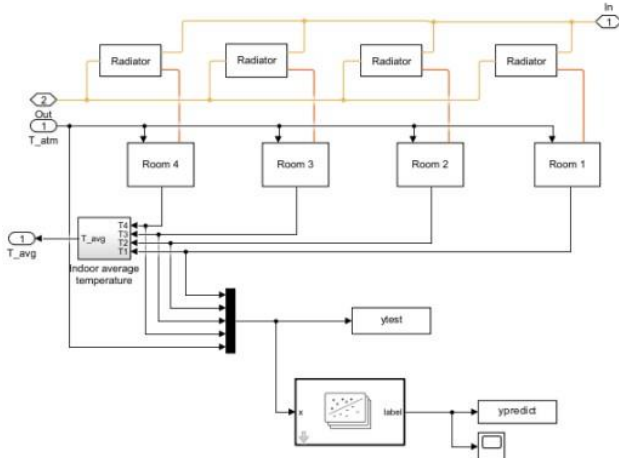 In
1
Radiator
Radiator
Radiator
Radiator
2
Out
1
T_atm
Room 4
Room 3
Room 2
Room 1
T_avg
T4
T3
T2
T1
1
T_avg
Indoor average
temperature
ytest
x
label
ypredict